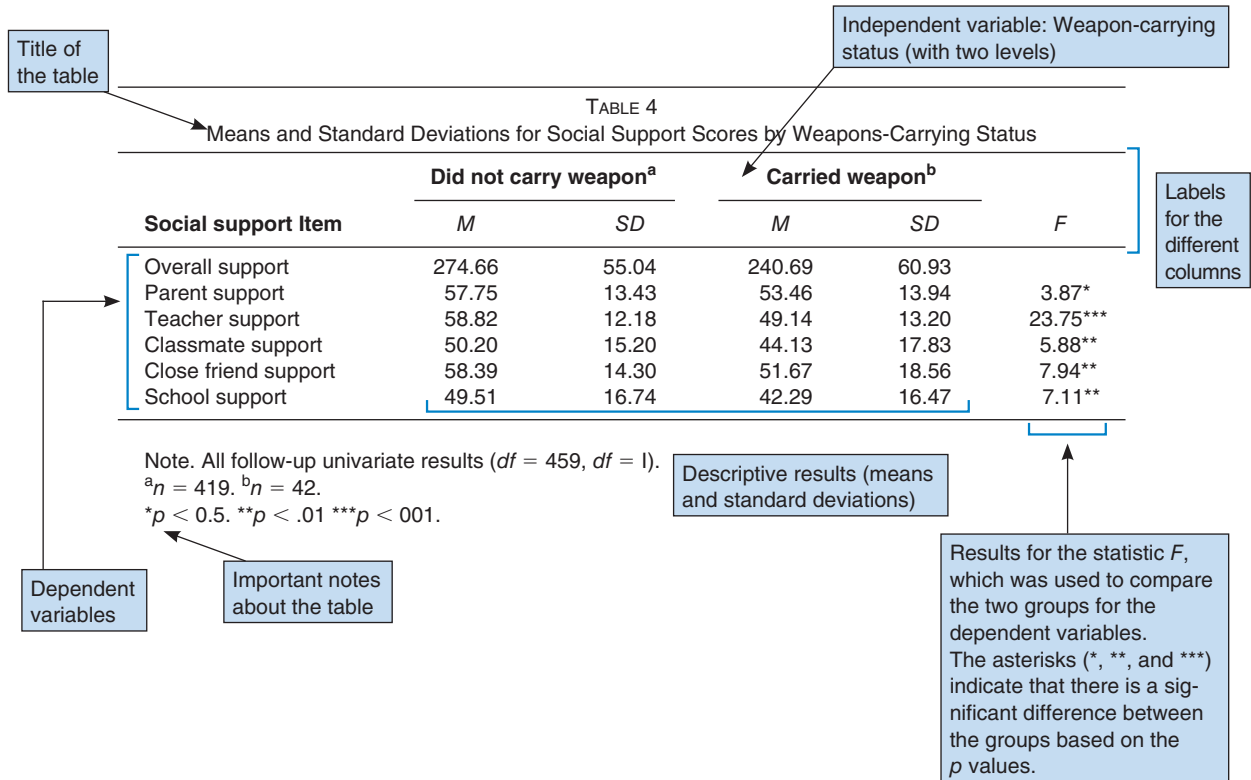 Title of
the table
Independent variable: Weapon-carrying
status (with two levels)
TABLE 4
Means and Standard Deviations for Social Support Scores by Weapons-Carrying Status
Did not carry weaponᵃ Carried weaponᵇ
Social support Item M SD M SD F
Overall support 274.66 55.04 240.69 60.93
Parent support 57.75 13.43 53.46 13.94 3.87*
Teacher support 58.82 12.18 49.14 13.20 23.75***
Classmate support 50.20 15.20 44.13 17.83 5.88**
Close friend support 58.39 14.30 51.67 18.56 7.94**
School support 49.51 16.74 42.29 16.47 7.11**
Labels
for the
different
columns
Note. All follow-up univariate results (df = 459, df = I).
ᵃn = 419. ᵇn = 42.
*p < 0.5. **p < .01 ***p < 001.
Descriptive results (means
and standard deviations)
Dependent
variables
Important notes
about the table
Results for the statistic F,
which was used to compare
the two groups for the
dependent variables.
The asterisks (*, **, and ***)
indicate that there is a sig-
nificant difference between
the groups based on the
p values.